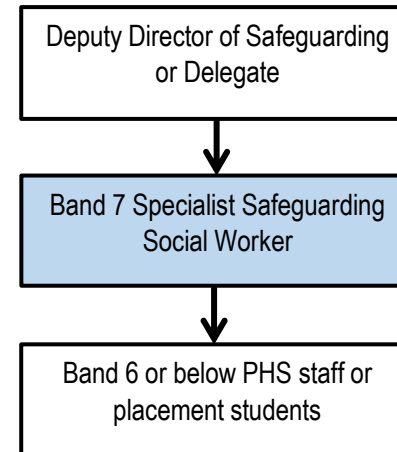 Deputy Director of Safeguarding
or Delegate
Band 7 Specialist Safeguarding
Social Worker
Band 6 or below PHS staff or
placement students